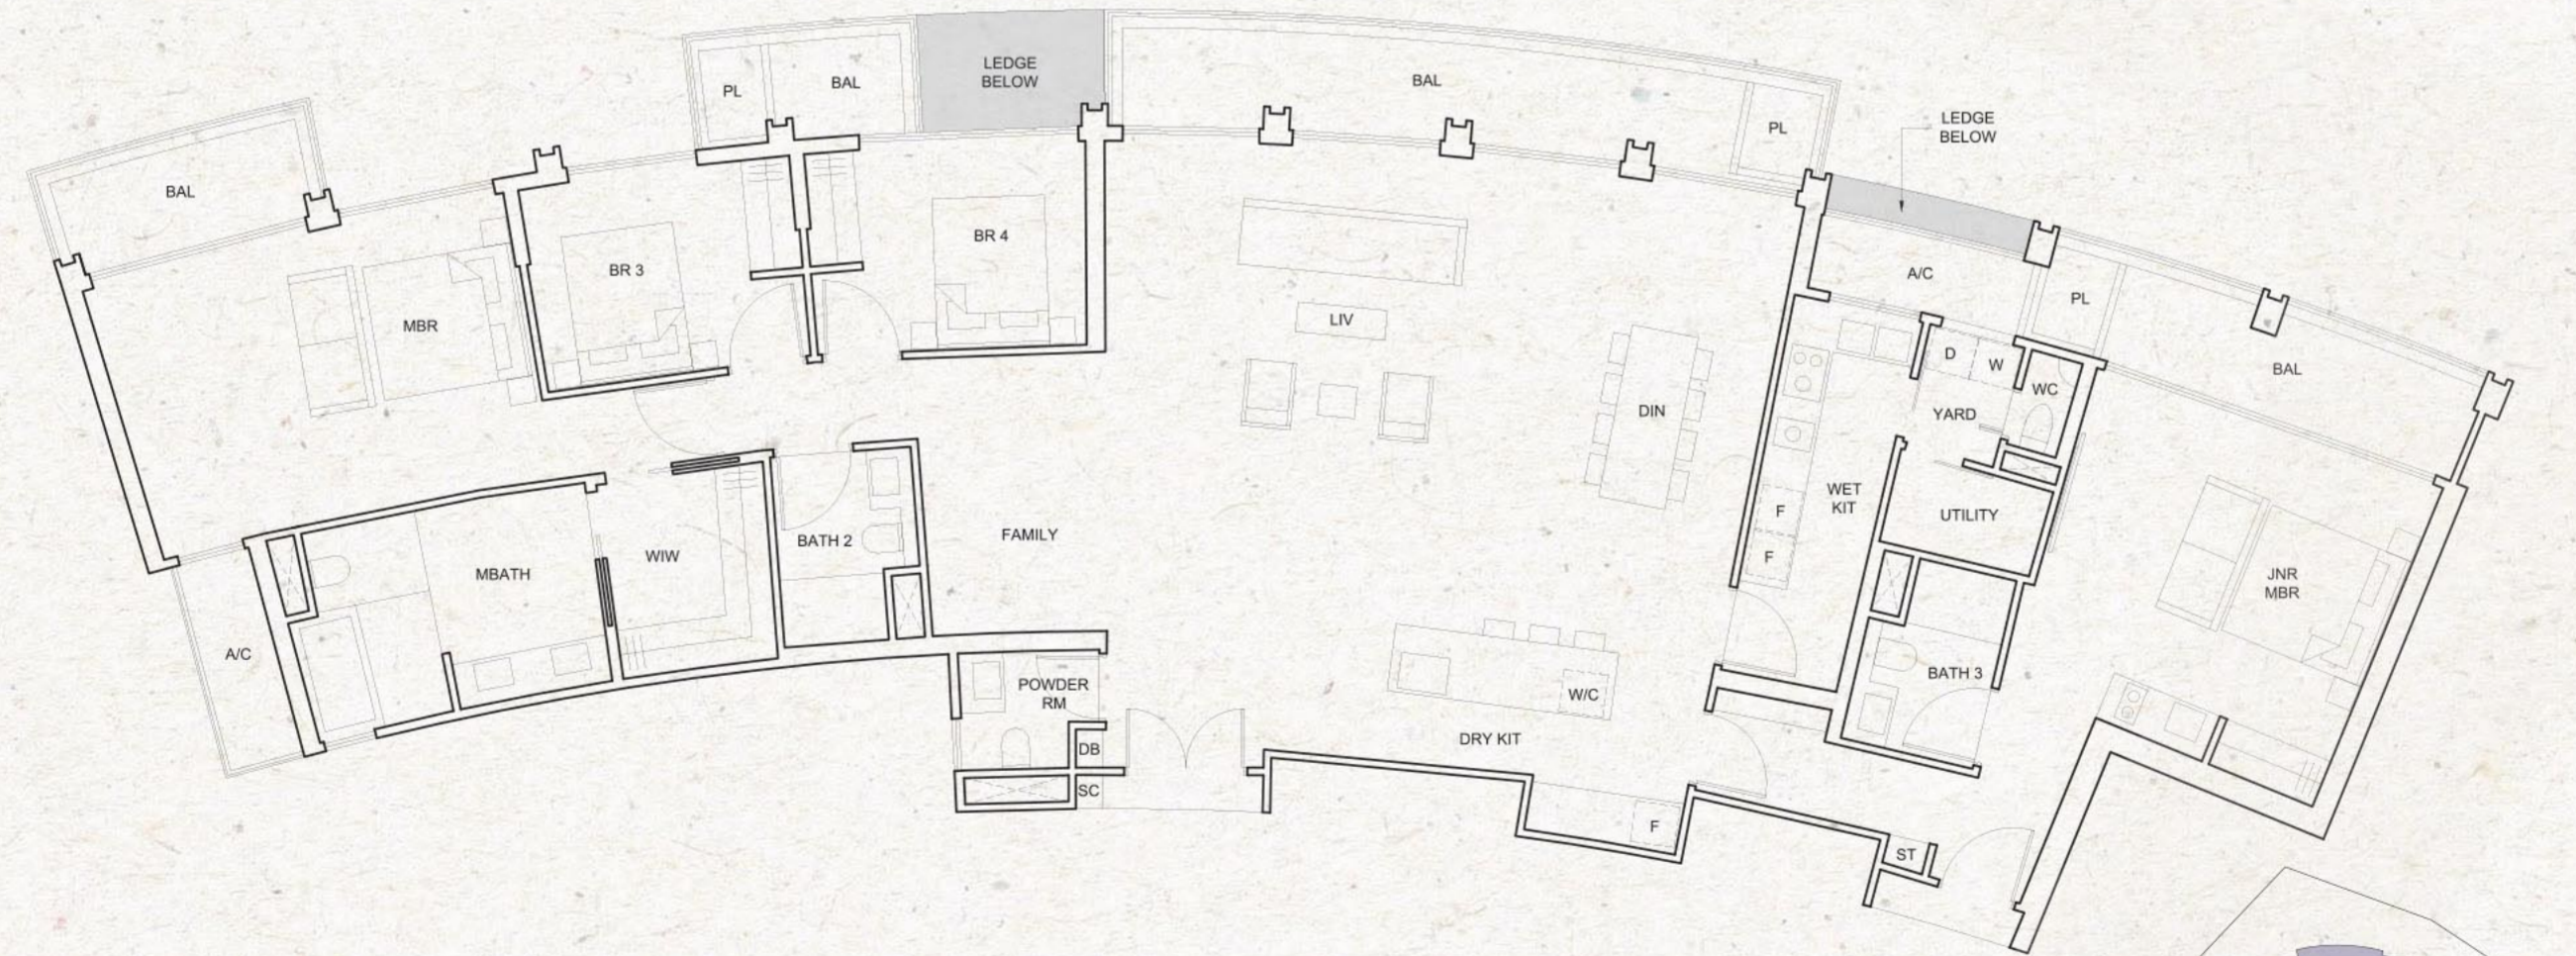 LEDGE
BELOW
PL
BAL
BAL
PL
LEDGE
BELOW
BAL
BR 4
BR 3
A/C
PL
MBR
LIV
D
W
WC
BAL
DIN
YARD
WET
KIT
F
F
UTILITY
FAMILY
BATH 2
WIW
MBATH
JNR
MBR
A/C
BATH 3
POWDER
RM
W/C
DRY KIT
DB
SC
F
ST